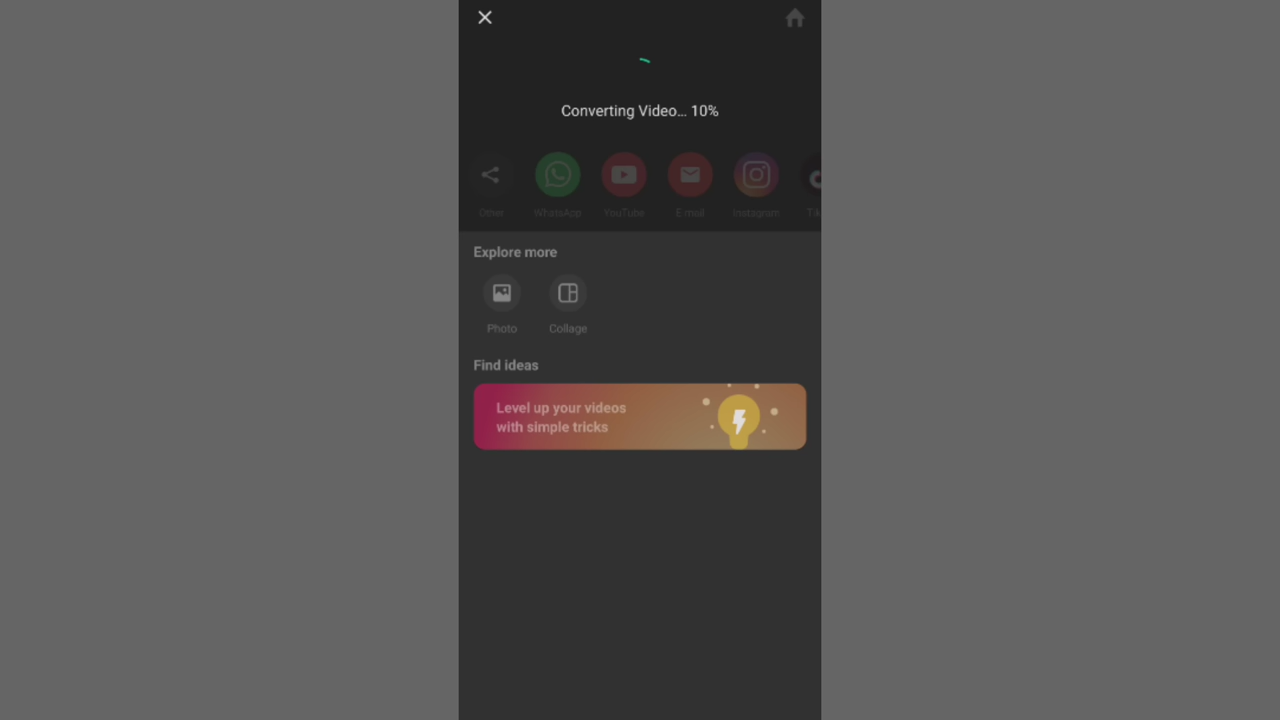 Converting Video... 10%
Other WhatsApp YouTube E-mail Instagram
Explore more
Photo Collage
Find ideas
Level up your videos
with simple tricks